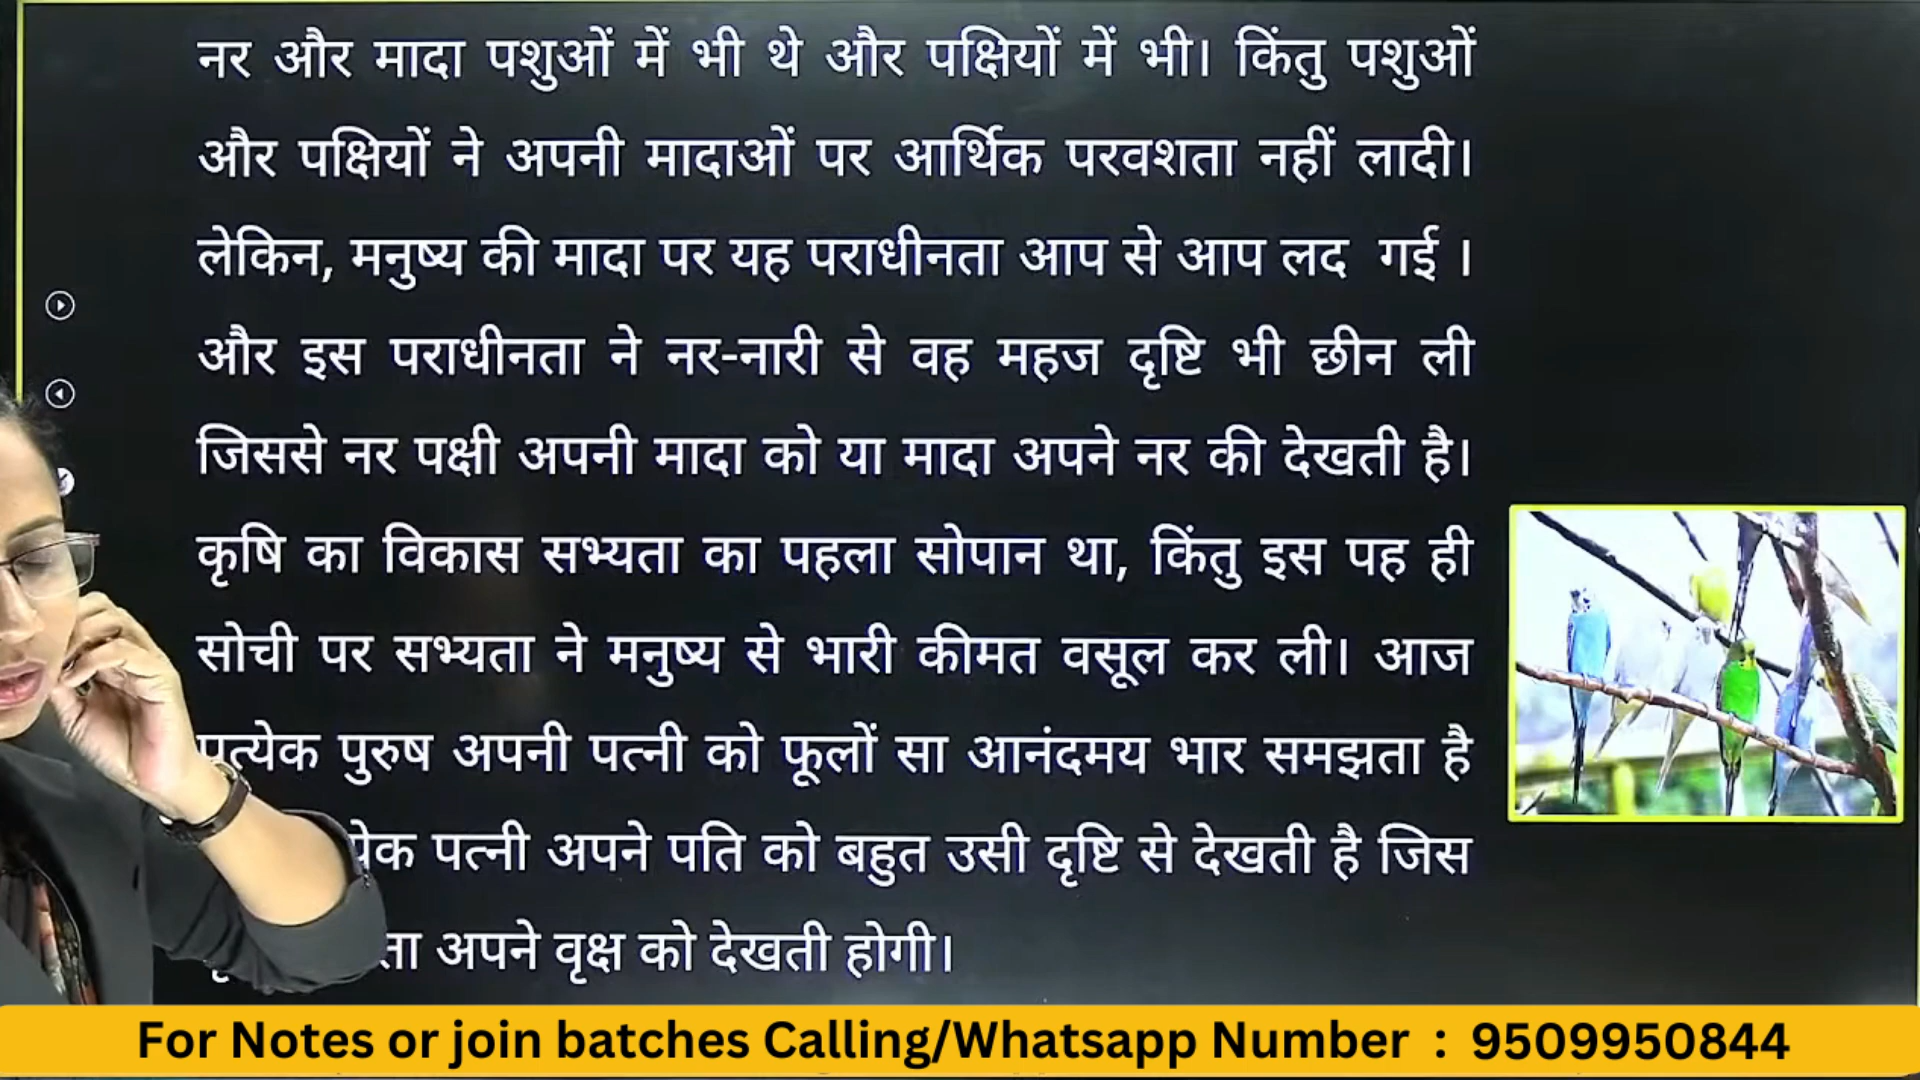 नर और मादा पशुओं में भी थे और पक्षियों में भी। किंतु पशुओं
और पक्षियों ने अपनी मादाओं पर आर्थिक परवशता नहीं लादी।
लेकिन, मनुष्य की मादा पर यह पराधीनता आप से आप लद गई ।
और इस पराधीनता ने नर-नारी से वह महज दृष्टि भी छीन ली
जिससे नर पक्षी अपनी मादा को या मादा अपने नर की देखती है।
कृषि का विकास सभ्यता का पहला सोपान था, किंतु इस पह ही
सोची पर सभ्यता ने मनुष्य से भारी कीमत वसूल कर ली। आज
प्रत्येक पुरुष अपनी पत्नी को फूलों सा आनंदमय भार समझता है
पत्नी अपने पति को बहुत उसी दृष्टि से देखती है जिस
अपने वृक्ष को देखती होगी।
For Notes or join batches Calling/Whatsapp Number : 9509950844